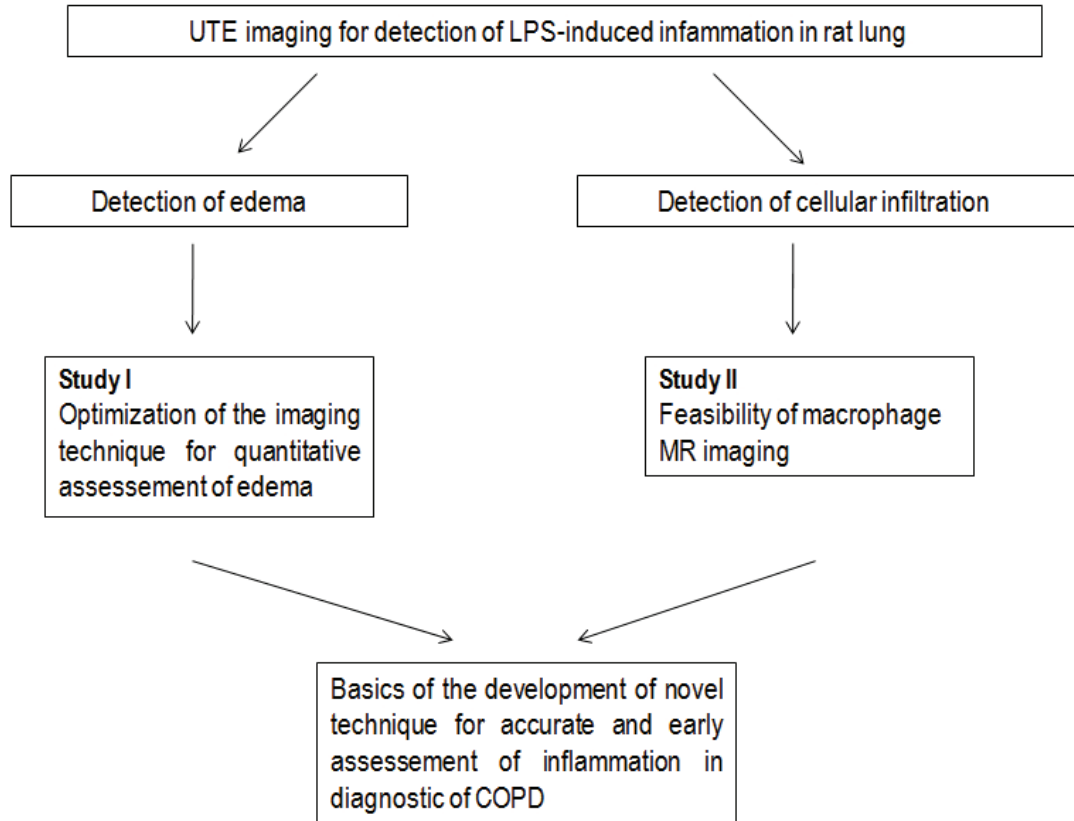 UTE imaging for detection of LPS-induced infammation in rat lung
Detection of edema
Detection of cellular infiltration
Study I
Optimization of the imaging
technique for quantitative
assessement of edema
Study II
Feasibility of macrophage
MR imaging
Basics of the development of novel
technique for accurate and early
assessment of inflammation in
diagnostic of COPD